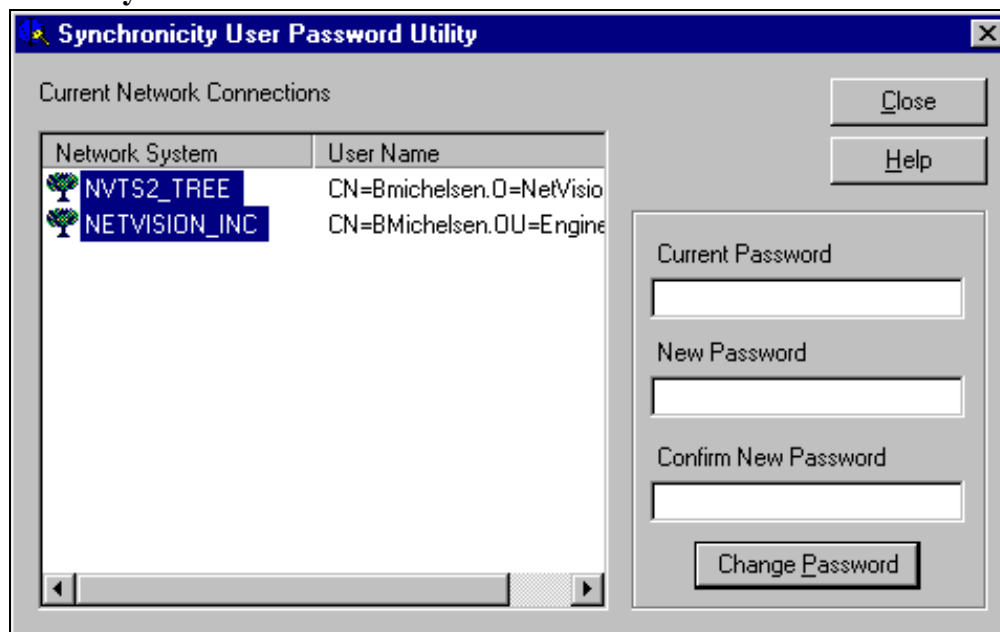 Synchronicity User Password Utility
Current Network Connections
Close
Network System User Name
Help
NVTS2_TREE CN=Bmichelsen.O=NetVisio
NETVISION_INC CN=BMichelsen.OU=Engine
Current Password
New Password
Confirm New Password
Change Password